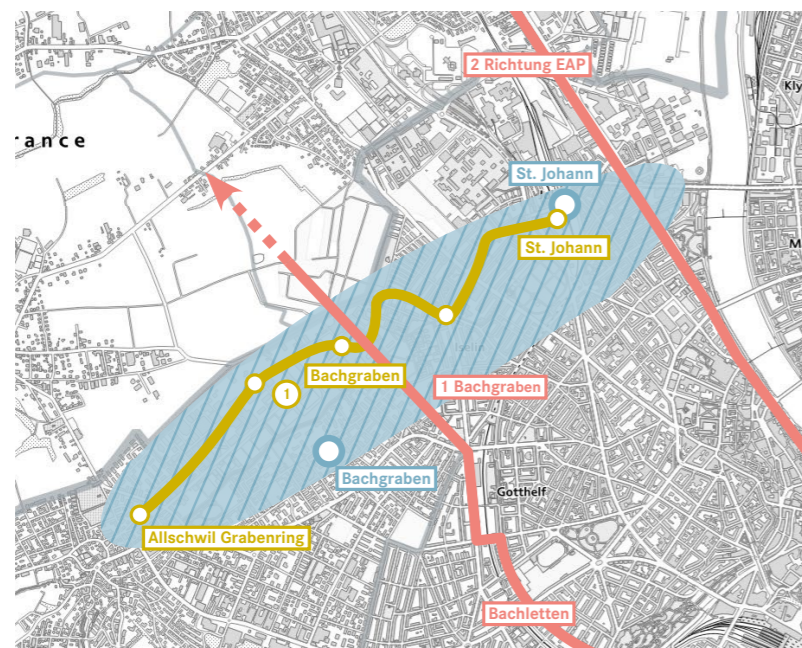 2 Richtung EAP
Kly
rance
St. Johann
St. Johann
M
Bachgraben
1 Bachgraben
1
Bachgraben
Gotthelf
Allschwil Grabenring
Bachletten